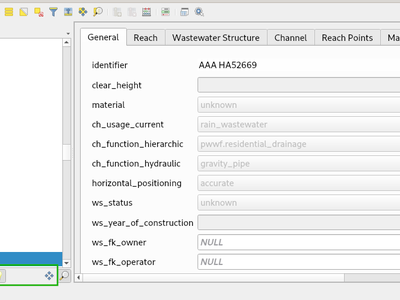 General Reach Wastewater Structure Channel Reach Points
identifier AAA HA52669
clear_height
material unknown
ch_usage_current rain_wastewater
ch_function_hierarchic pwwf.residential_drainage
ch_function_hydraulic gravity_pipe
horizontal_positioning accurate
ws_status unknown
ws_year_of_construction
ws_fk_owner NULL
ws_fk_operator NULL